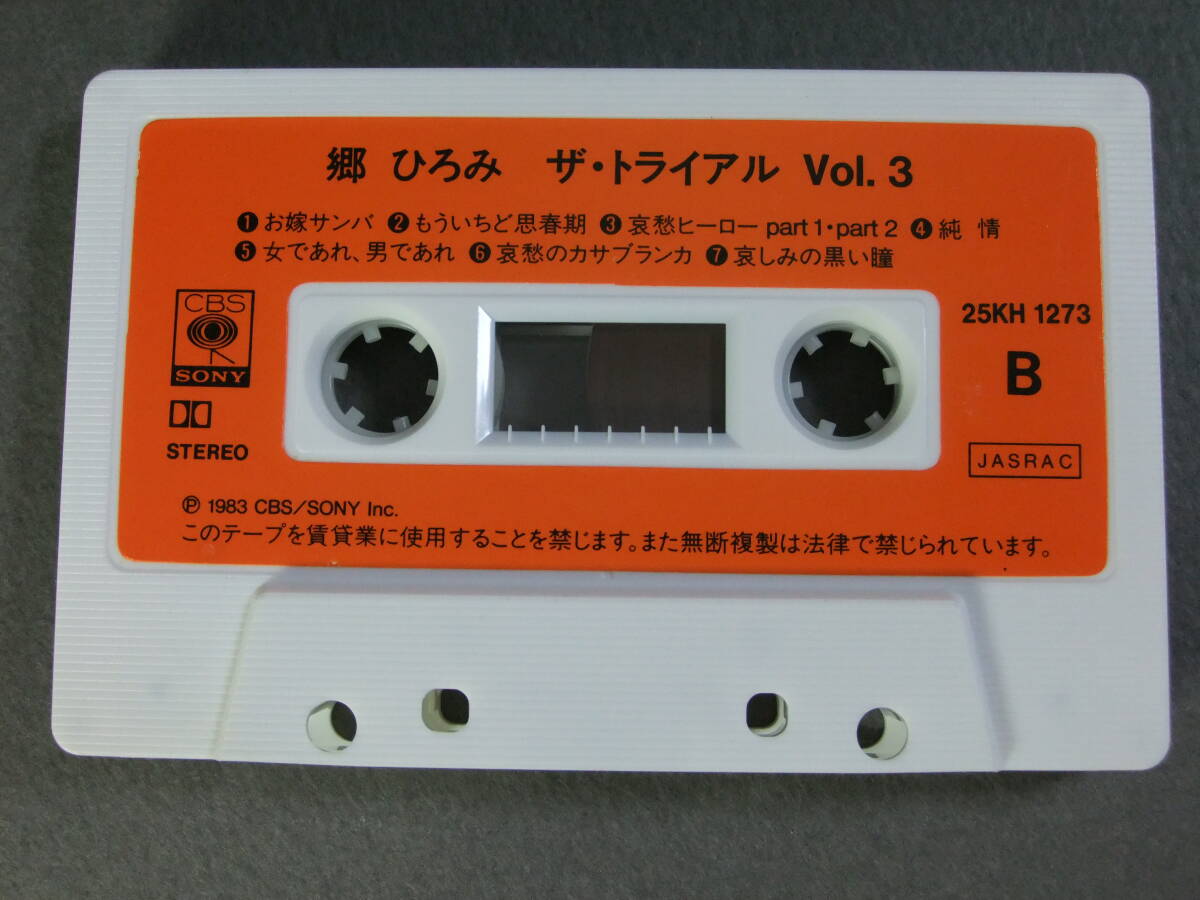 郷 ひろみ ザ・トライアル Vol. 3
❶お嫁サンバ ❷もういちど思春期 ❸哀愁ヒーロー part 1・part 2 ❹純 情
❺女であれ、男であれ ❻哀愁のカサブランカ ❼哀しみの黒い瞳
CBS
SONY
STEREO
25KH 1273
B
JASRAC
Ⓟ 1983 CBS/SONY Inc.
このテープを賃貸業に使用することを禁じます。また無断複製は法律で禁じられています。